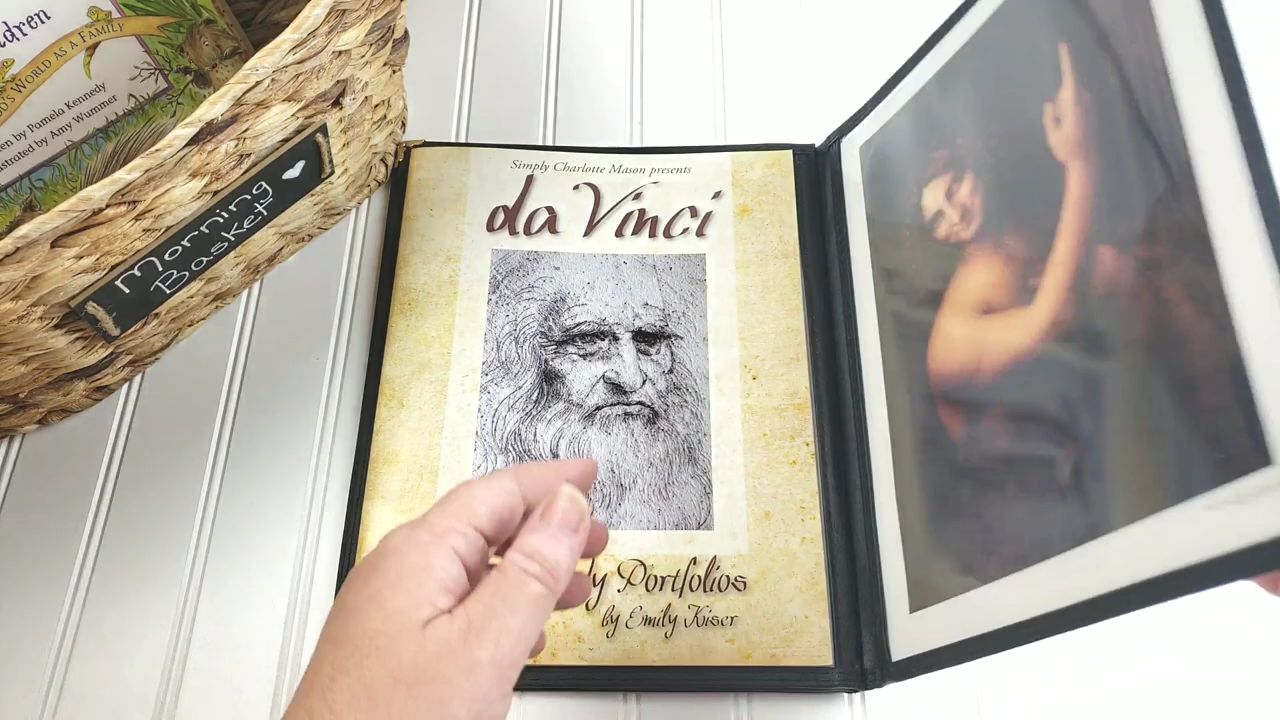 dren
D'S WORLD AS A FAMILY
en by Pamela Kennedy
strated by Amy Wummer
Morning
Basket
Simply Charlotte Mason presents
da Vinci
y Portfolios
by Emily Kiser